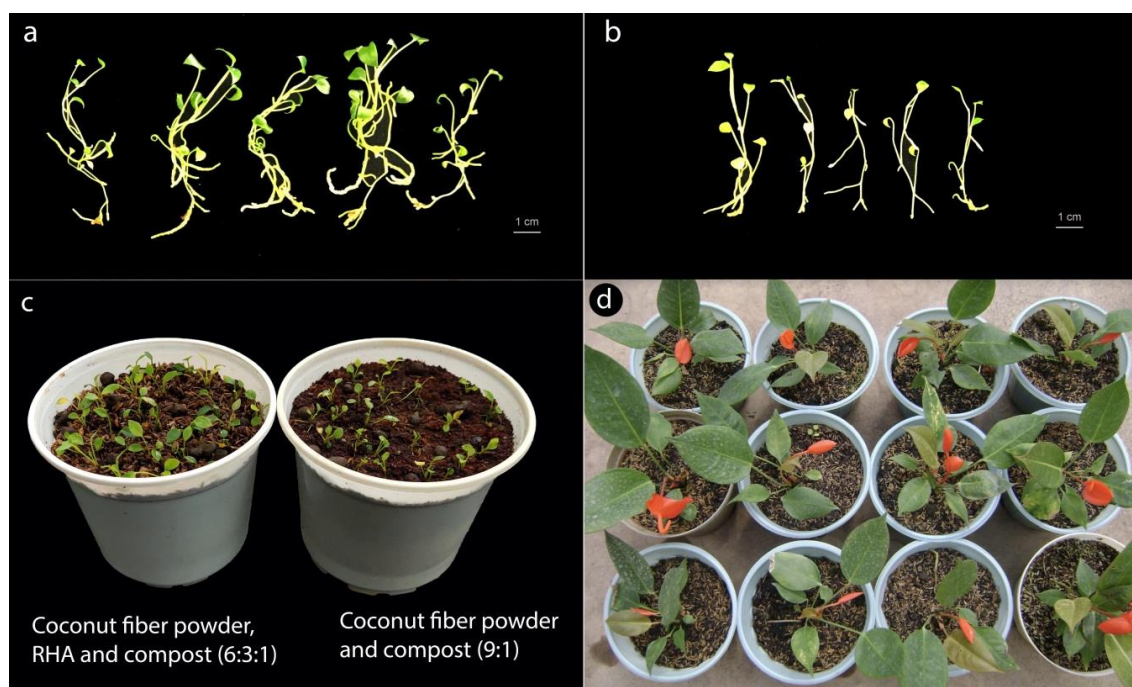 a
b
1 cm
1 cm
c
d
Coconut fiber powder,
RHA and compost (6:3:1)
Coconut fiber powder
and compost (9:1)